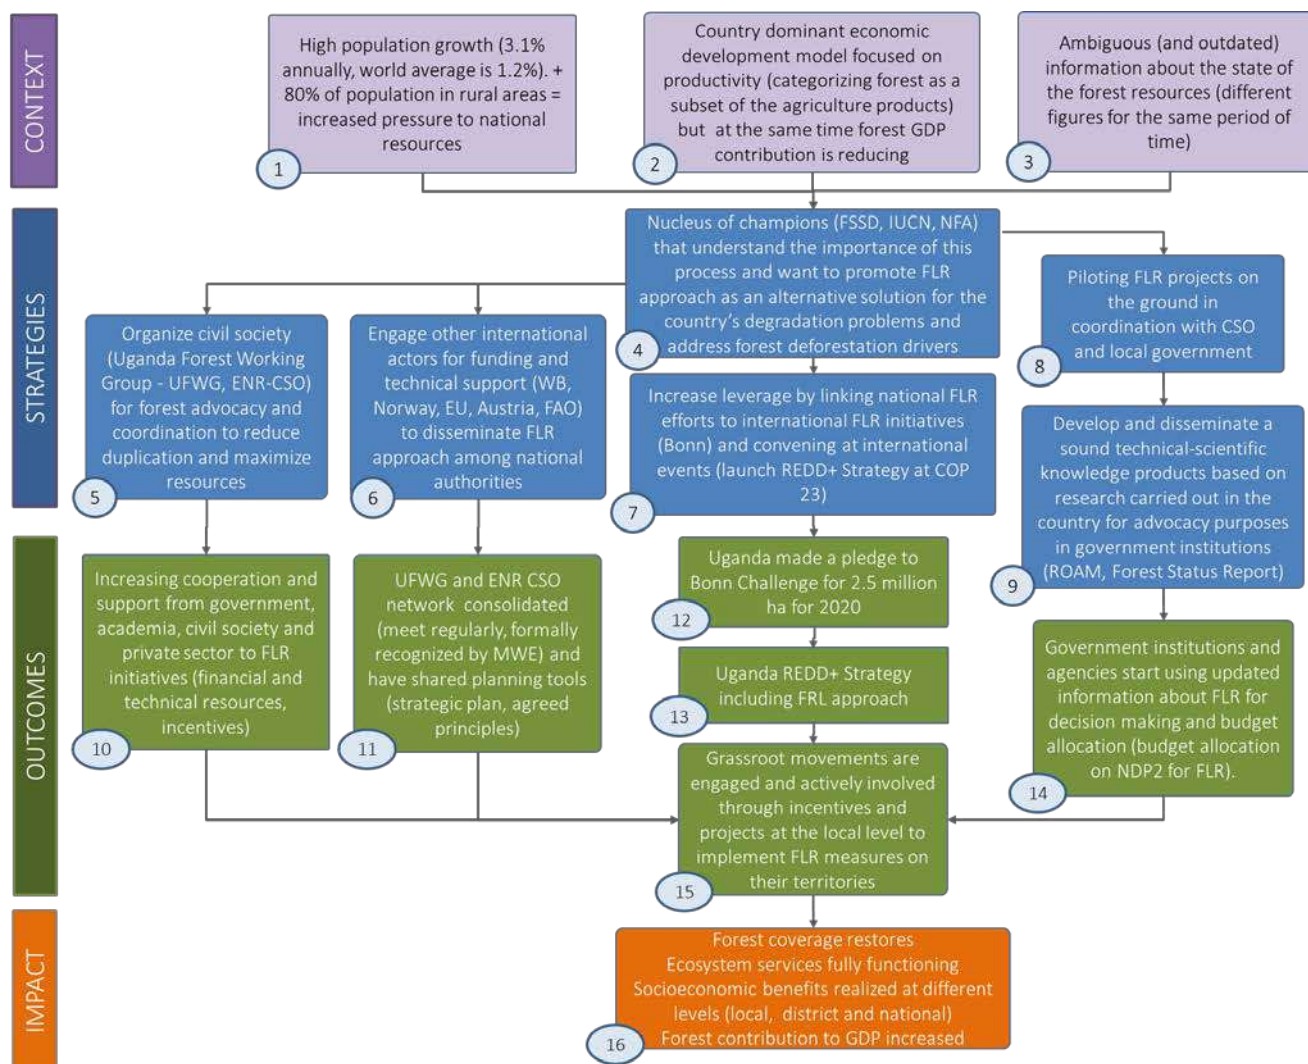 CONTEXT
High population growth (3.1%
annually, world average is 1.2%). +
80% of population in rural areas =
increased pressure to national
resources
1
Country dominant economic
development model focused on
productivity (categorizing forest as a
subset of the agriculture products)
but at the same time forest GDP
contribution is reducing
2
Ambiguous (and outdated)
information about the state of
the forest resources (different
figures for the same period of
time)
3
STRATEGIES
Nucleus of champions (FSSD, IUCN, NFA)
that understand the importance of this
process and want to promote FLR
approach as an alternative solution for the
country's degradation problems and
address forest deforestation drivers
4
Organize civil society
(Uganda Forest Working
Group - UFWG, ENR-CSO)
for forest advocacy and
coordination to reduce
duplication and maximize
resources
5
Engage other international
actors for funding and
technical support (WB,
Norway, EU, Austria, FAO)
to disseminate FLR
approach among national
authorities
6
Increase leverage by linking national FLR
efforts to international FLR initiatives
(Bonn) and convening at international
events (launch REDD+ Strategy at COP
23)
7
Piloting FLR projects on
the ground in
coordination with CSO
and local government
8
Develop and disseminate a
sound technical-scientific
knowledge products based on
research carried out in the
country for advocacy purposes
in government institutions
(ROAM, Forest Status Report)
9
OUTCOMES
Increasing cooperation and
support from government,
academia, civil society and
private sector to FLR
initiatives (financial and
technical resources,
incentives)
10
UFWG and ENR CSO
network consolidated
(meet regularly, formally
recognized by MWE) and
have shared planning tools
(strategic plan, agreed
principles)
11
Uganda made a pledge to
Bonn Challenge for 2.5 million
ha for 2020
12
Uganda REDD+ Strategy
including FRL approach
13
Government institutions and
agencies start using updated
information about FLR for
decision making and budget
allocation (budget allocation
on NDP2 for FLR).
14
Grassroot movements are
engaged and actively involved
through incentives and
projects at the local level to
implement FLR measures on
their territories
15
IMPACT
Forest coverage restores
Ecosystem services fully functioning
Socioeconomic benefits realized at different
levels (local, district and national)
Forest contribution to GDP increased
16